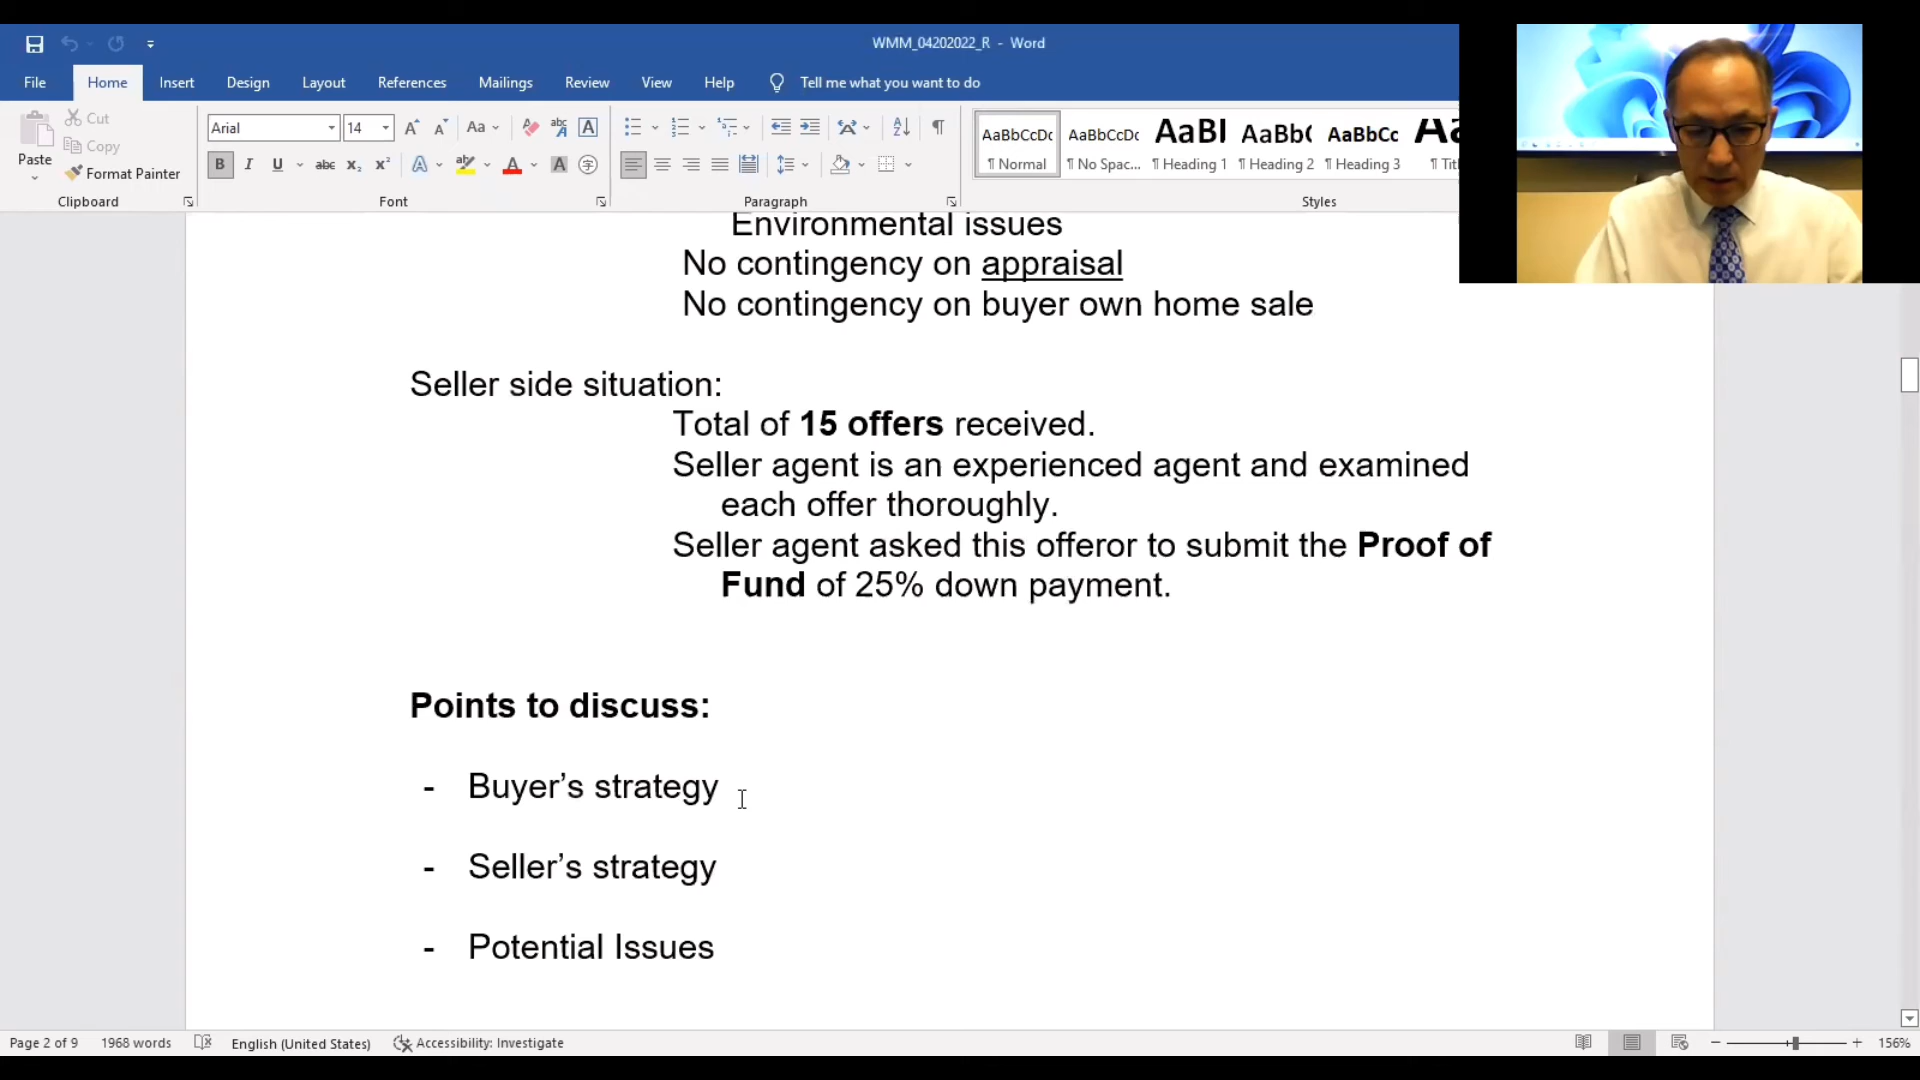 WMM_04202022_R - Word
File Home Insert Design Layout References Mailings Review View Help Tell me what you want to do
Cut
Copy
Paste
Format Painter
Arial
14
AaBbCcDc
AaBbCcDc
AaBl
AaBb(
AaBbCc
¶ Normal
¶ No Spac...
¶ Heading 1
¶ Heading 2
¶ Heading 3
Clipboard
Font
Paragraph
Styles
Environmental issues
No contingency on appraisal
No contingency on buyer own home sale
Seller side situation:
Total of 15 offers received.
Seller agent is an experienced agent and examined
each offer thoroughly.
Seller agent asked this offeror to submit the Proof of
Fund of 25% down payment.
Points to discuss:
- Buyer’s strategy
- Seller’s strategy
- Potential Issues
Page 2 of 9 1968 words English (United States) Accessibility: Investigate 156%